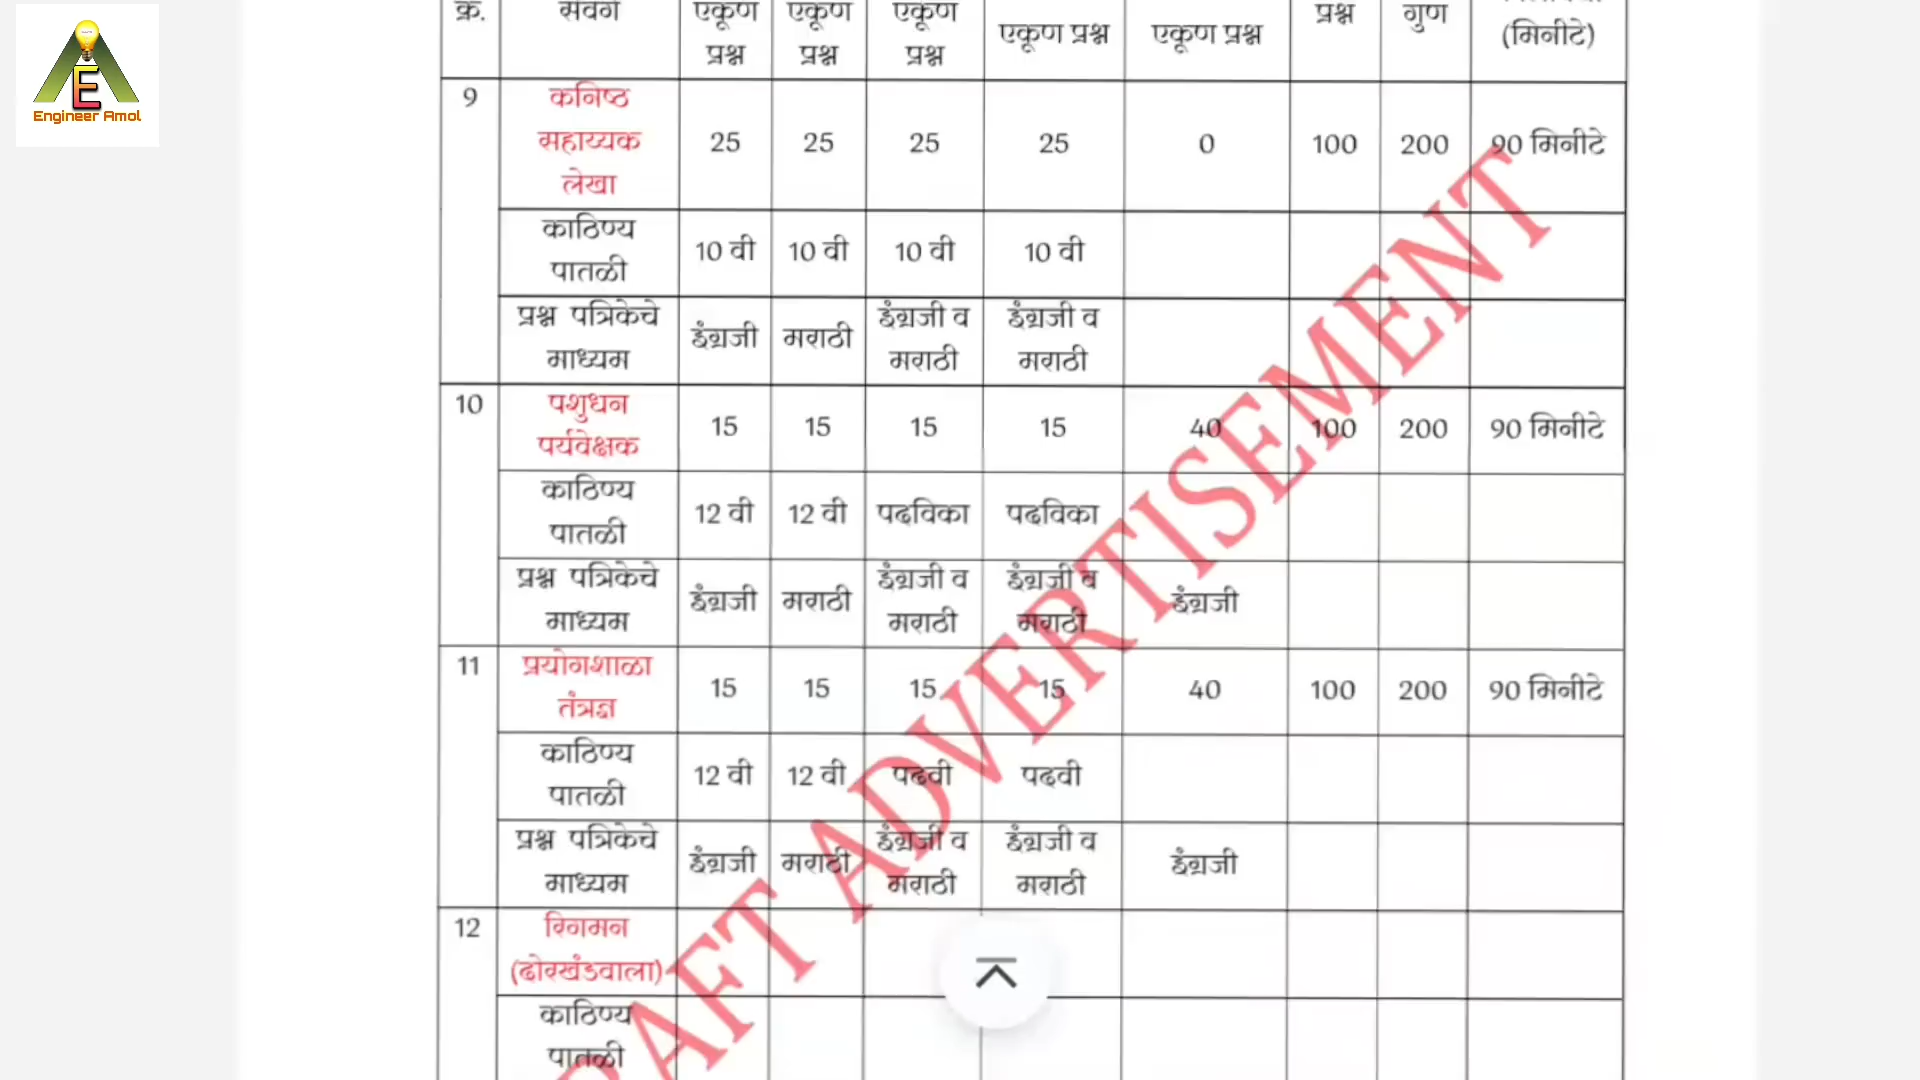 Engineer Amol
क्र. संवर्ग एकूण एकूण एकूण एकूण प्रश्न एकूण प्रश्न प्रश्न गुण (मिनीटे)
प्रश्न प्रश्न प्रश्न
9 कनिष्ठ
सहाय्यक 25 25 25 25 0 100 200 90 मिनीटे
लेखा
काठिण्य
पातळी 10 वी 10 वी 10 वी 10 वी
प्रश्न पत्रिकेचे इंग्रजी मराठी इंग्रजी व इंग्रजी व
माध्यम मराठी मराठी
10 पशुधन
पर्यवेक्षक 15 15 15 15 40 100 200 90 मिनीटे
काठिण्य
पातळी 12 वी 12 वी पदविका पदविका
प्रश्न पत्रिकेचे इंग्रजी मराठी इंग्रजी व इंग्रजी व इंग्रजी
माध्यम मराठी मराठी
11 प्रयोगशाळा
तंत्रज्ञ 15 15 15 15 40 100 200 90 मिनीटे
काठिण्य
पातळी 12 वी 12 वी पदवी पदवी
प्रश्न पत्रिकेचे इंग्रजी मराठी इंग्रजी व इंग्रजी व इंग्रजी
माध्यम मराठी मराठी
12 रिगमन
(दोरखंडवाला)
काठिण्य
पातळी
RAFT ADVERTISEMENT